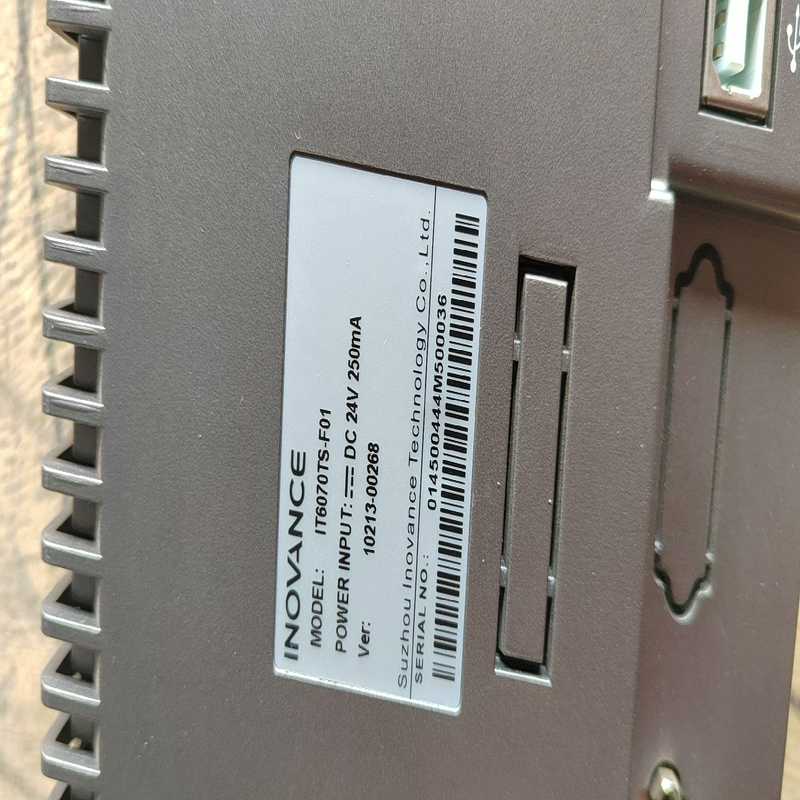 INOVANCE
MODEL: IT6070TS-F01
POWER INPUT: DC 24V 250mA
Ver: 10213-00268
Suzhou Inovance Technology Co.,Ltd.
SERIAL NO.: 014500444M500036